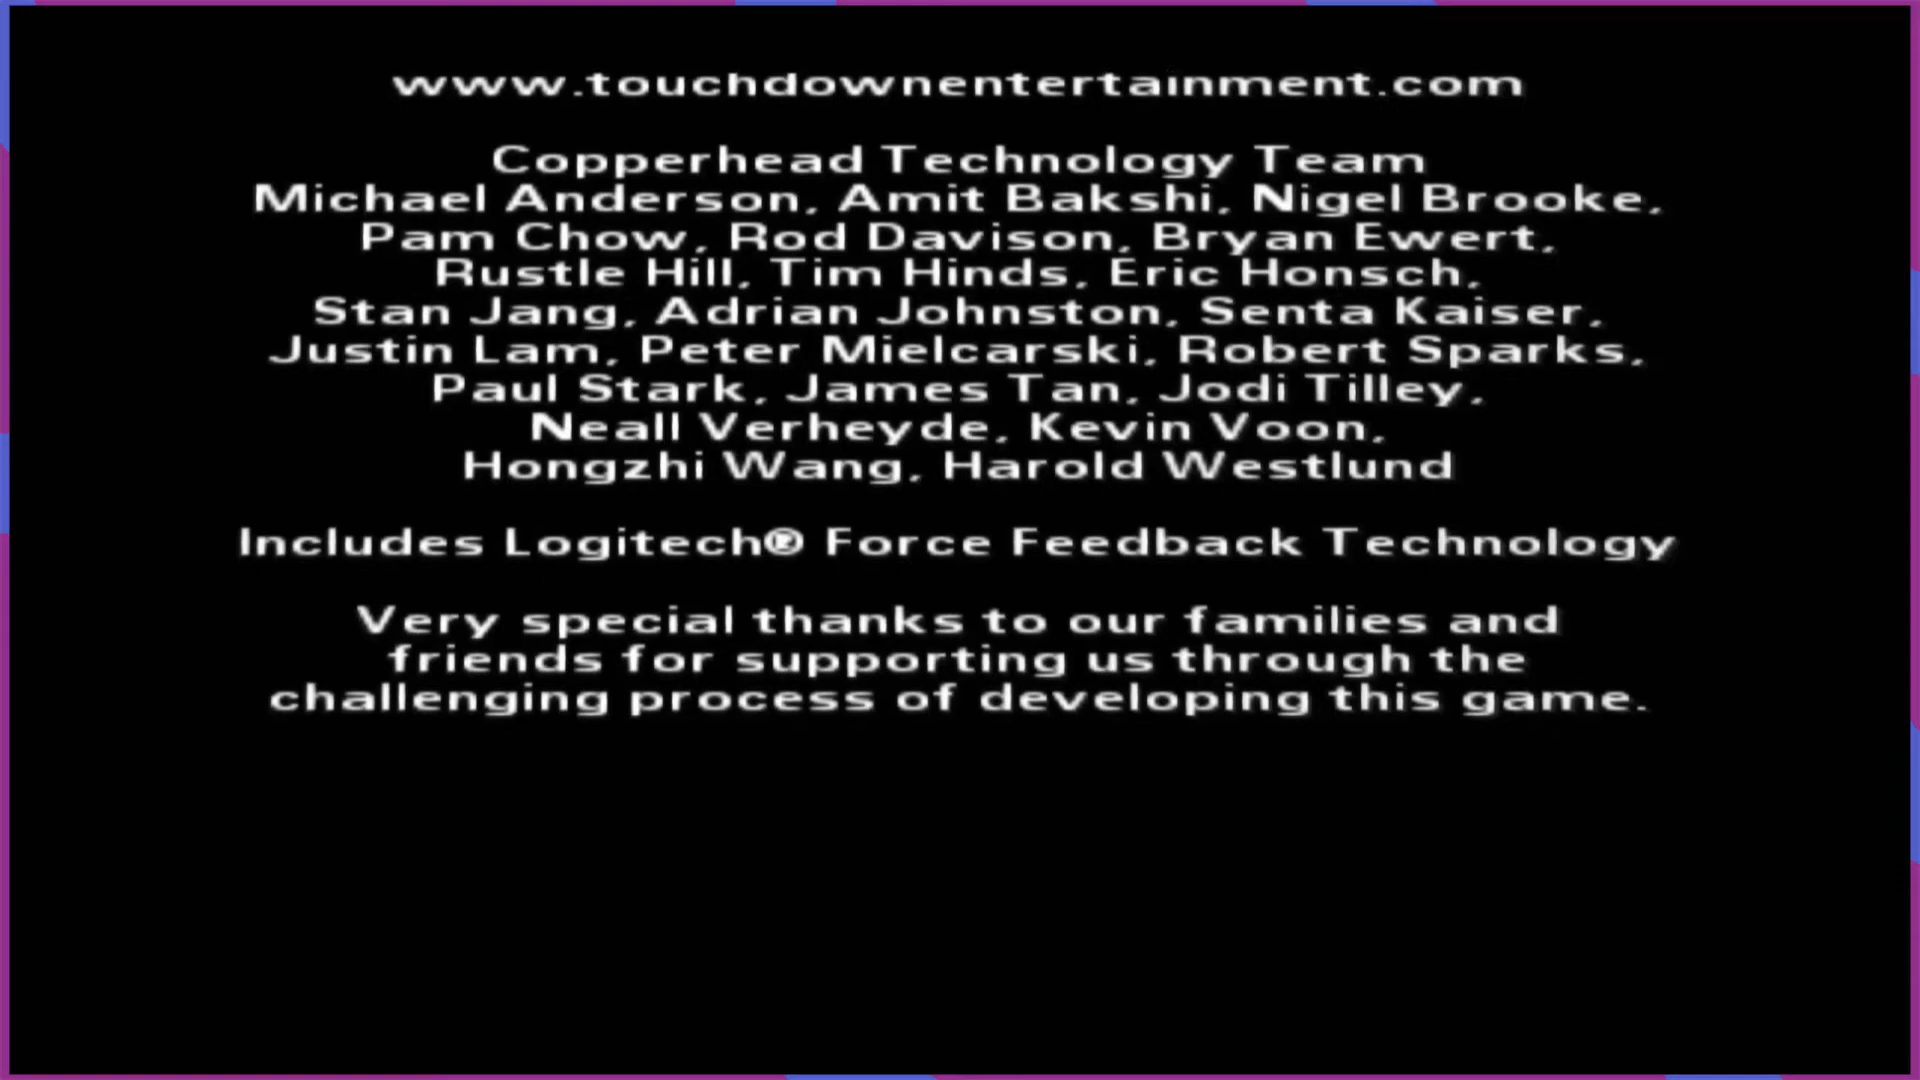 www.touchdownentertainment.com
Copperhead Technology Team
Michael Anderson, Amit Bakshi, Nigel Brooke,
Pam Chow, Rod Davison, Bryan Ewert,
Rustle Hill, Tim Hinds, Eric Honsch,
Stan Jang, Adrian Johnston, Senta Kaiser,
Justin Lam, Peter Mielcarski, Robert Sparks,
Paul Stark, James Tan, Jodi Tilley,
Neall Verheyde, Kevin Voon,
Hongzhi Wang, Harold Westlund
Includes Logitech® Force Feedback Technology
Very special thanks to our families and
friends for supporting us through the
challenging process of developing this game.